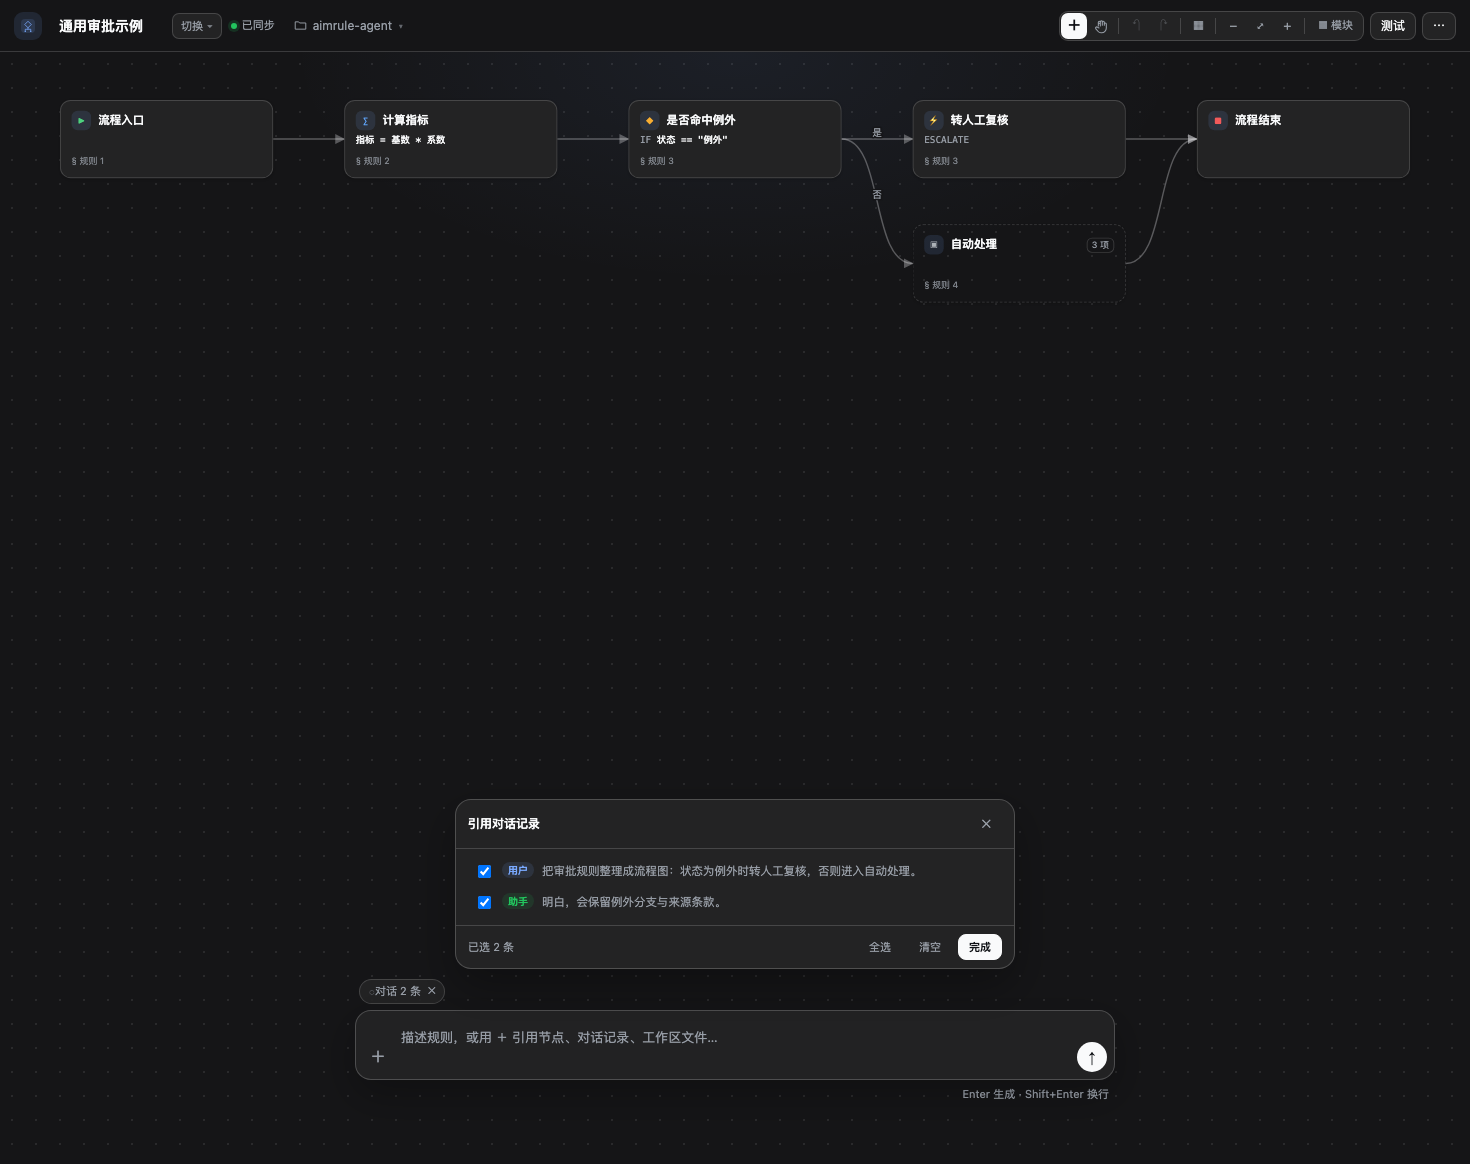 通用审批示例
切换
已同步
aimrule-agent
模块
测试
流程入口
§ 规则 1
计算指标
指标 = 基数 * 系数
§ 规则 2
是否命中例外
IF 状态 == "例外"
§ 规则 3
是
否
转人工复核
ESCALATE
§ 规则 3
自动处理
3 项
§ 规则 4
流程结束
引用对话记录
用户 把审批规则整理成流程图：状态为例外时转人工复核，否则进入自动处理。
助手 明白，会保留例外分支与来源条款。
已选 2 条
全选
清空
完成
对话 2 条
描述规则，或用 + 引用节点、对话记录、工作区文件...
Enter 生成 · Shift+Enter 换行